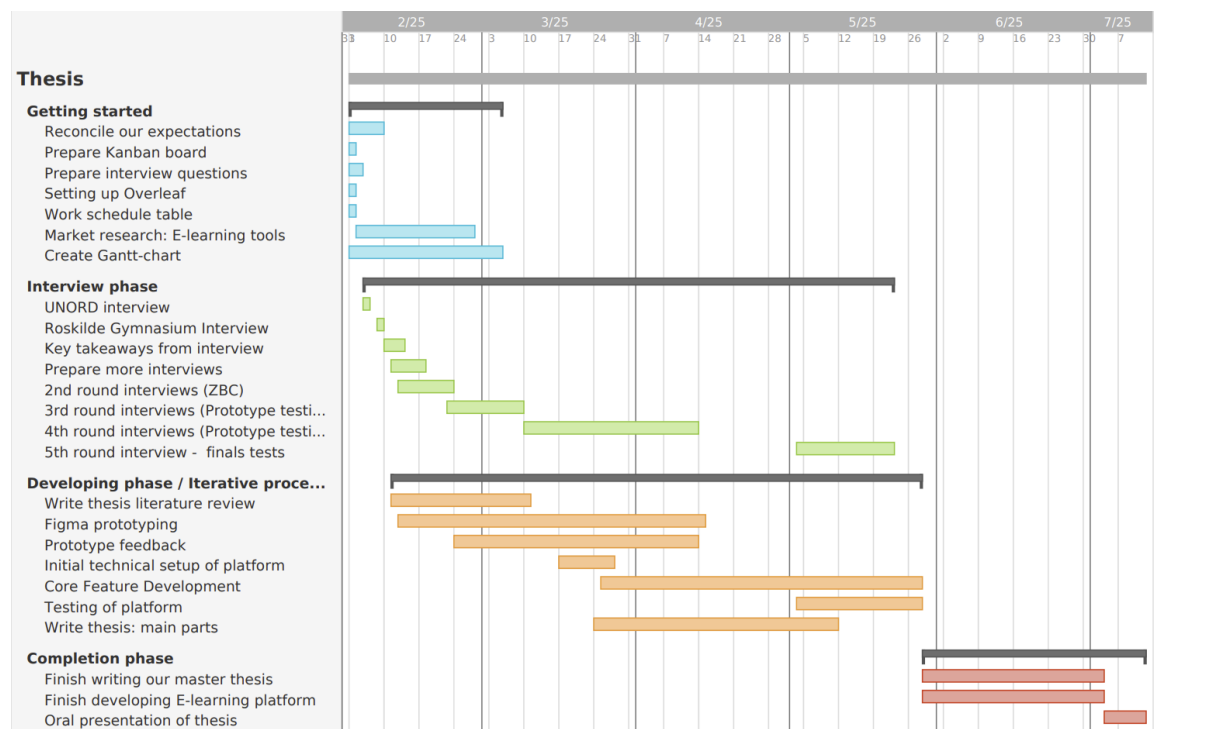 2/25 3/25 4/25 5/25 6/25 7/25
31 3 10 17 24 3 10 17 24 31 7 14 21 28 5 12 19 26 2 9 16 23 30 7
Thesis
Getting started
Reconcile our expectations
Prepare Kanban board
Prepare interview questions
Setting up Overleaf
Work schedule table
Market research: E-learning tools
Create Gantt-chart
Interview phase
UNORD interview
Roskilde Gymnasium Interview
Key takeaways from interview
Prepare more interviews
2nd round interviews (ZBC)
3rd round interviews (Prototype testi...
4th round interviews (Prototype testi...
5th round interview - finals tests
Developing phase / Iterative proce...
Write thesis literature review
Figma prototyping
Prototype feedback
Initial technical setup of platform
Core Feature Development
Testing of platform
Write thesis: main parts
Completion phase
Finish writing our master thesis
Finish developing E-learning platform
Oral presentation of thesis